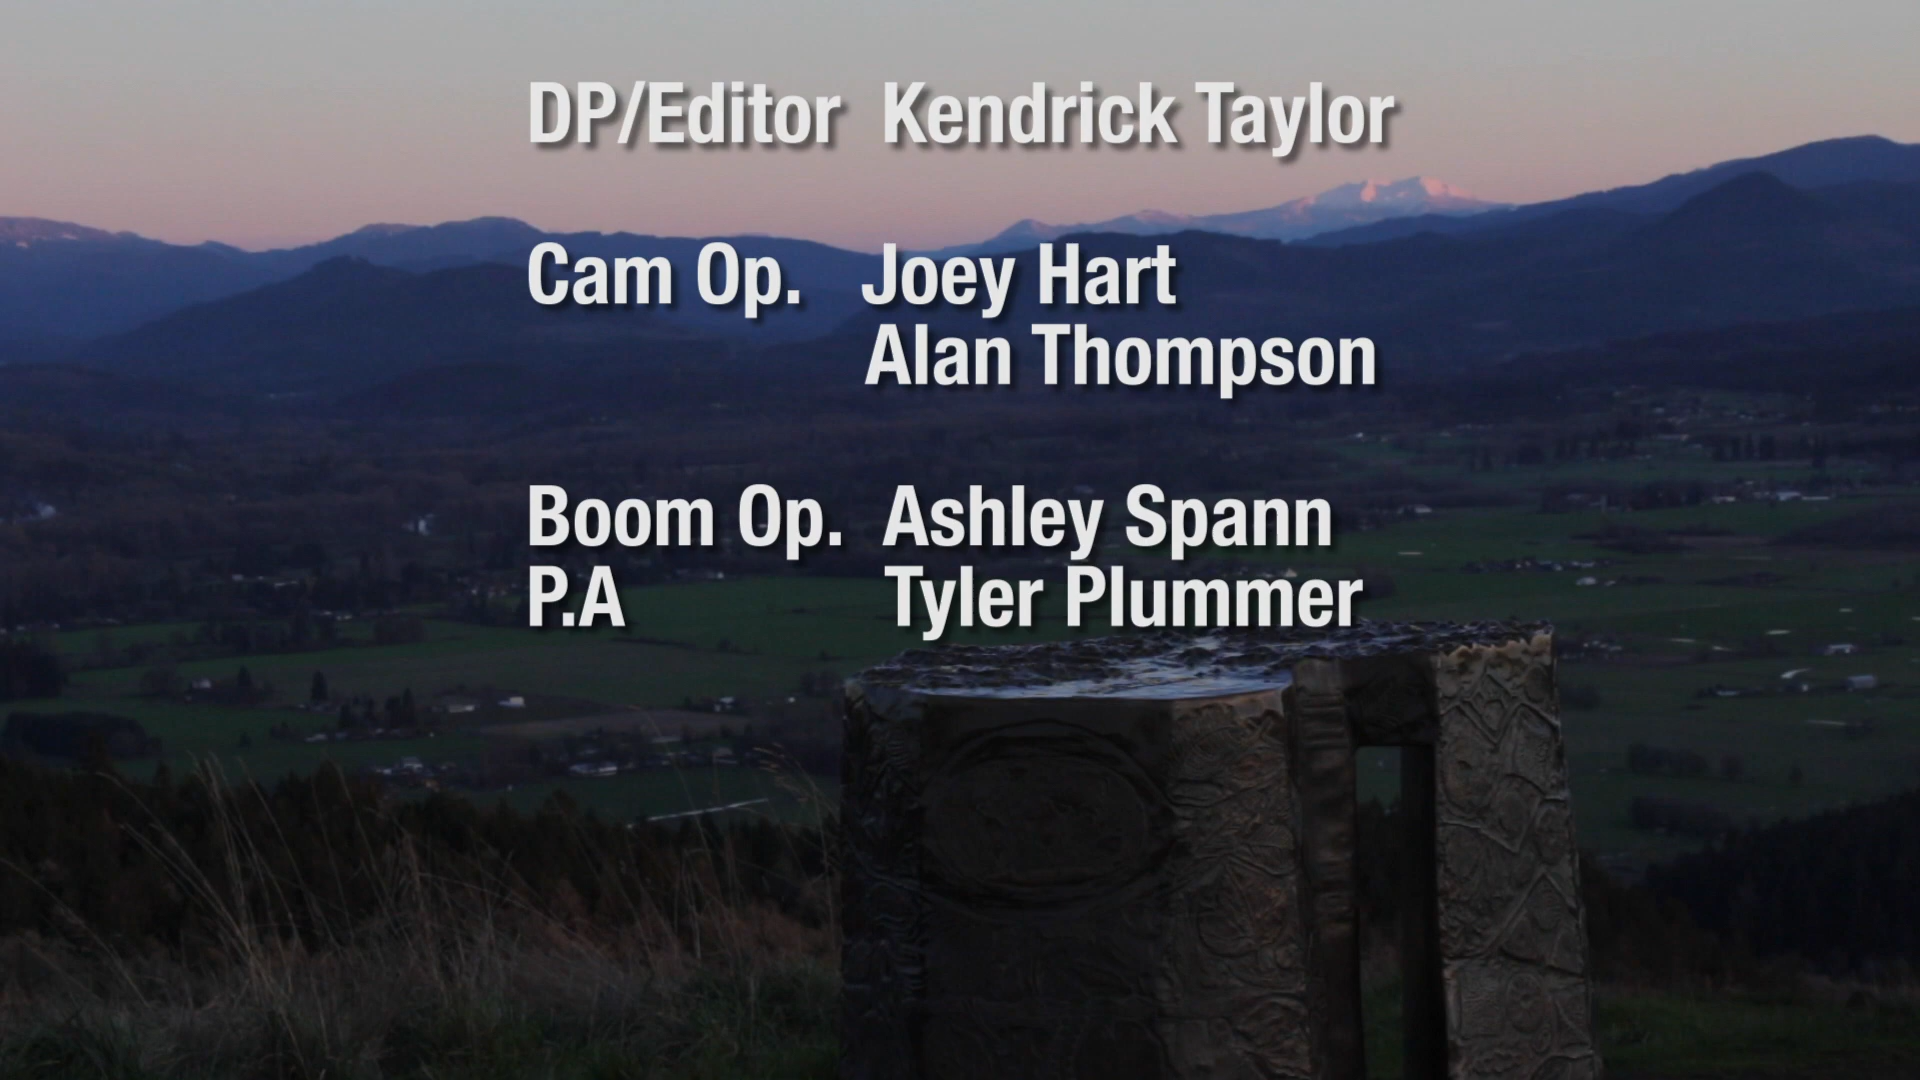 DP/Editor Kendrick Taylor
Cam Op. Joey Hart
Alan Thompson
Boom Op. Ashley Spann
P.A Tyler Plummer